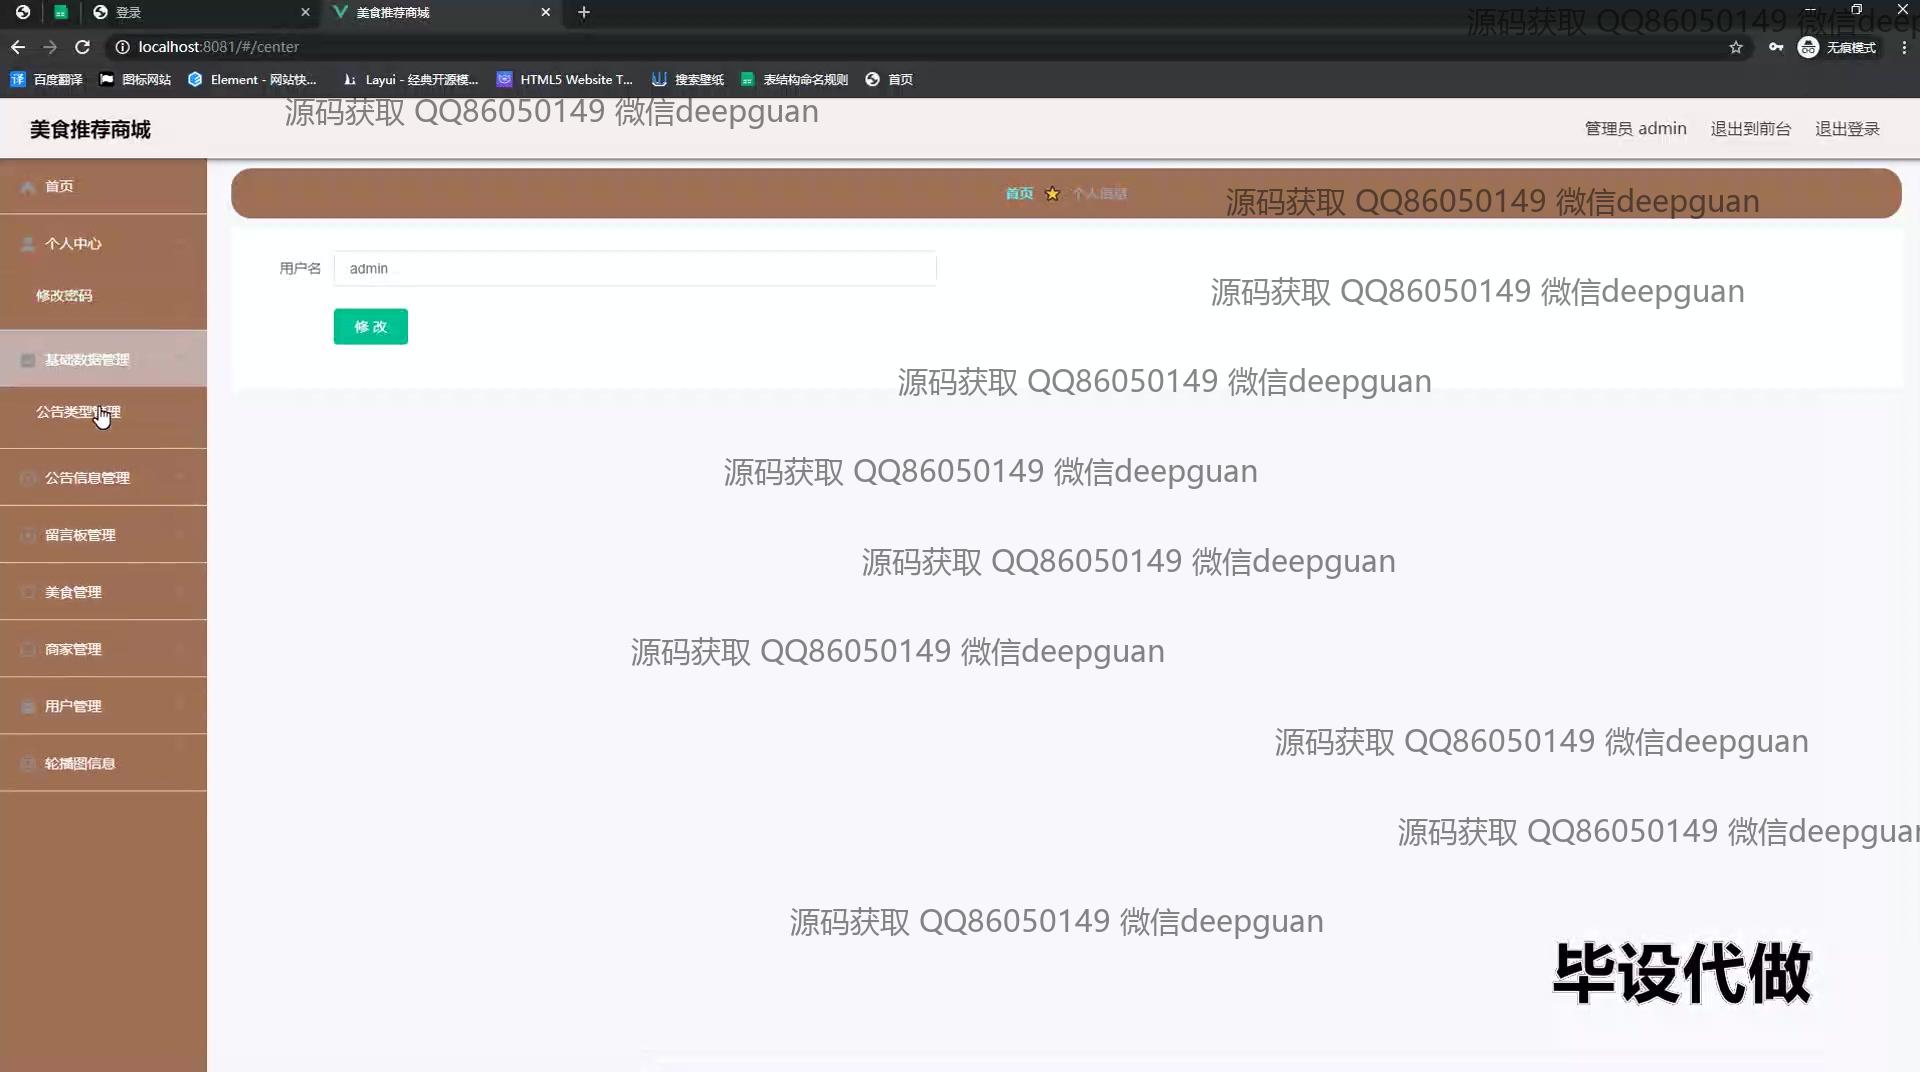 登录
美食推荐商城
localhost:8081/#/center
无痕模式
百度翻译
图标网站
Element - 网站快...
Layui - 经典开源模...
HTML5 Website T...
搜索壁纸
表结构命名规则
首页
源码获取 QQ86050149 微信deep
源码获取 QQ86050149 微信deepguan
美食推荐商城
管理员 admin
退出到前台
退出登录
首页
个人中心
修改密码
基础数据管理
公告类型管理
公告信息管理
留言板管理
美食管理
商家管理
用户管理
轮播图信息
首页
个人信息
源码获取 QQ86050149 微信deepguan
用户名
admin
修 改
源码获取 QQ86050149 微信deepguan
源码获取 QQ86050149 微信deepguan
源码获取 QQ86050149 微信deepguan
源码获取 QQ86050149 微信deepguan
源码获取 QQ86050149 微信deepguan
源码获取 QQ86050149 微信deepguan
源码获取 QQ86050149 微信deepguan
源码获取 QQ86050149 微信deepguan
毕设代做